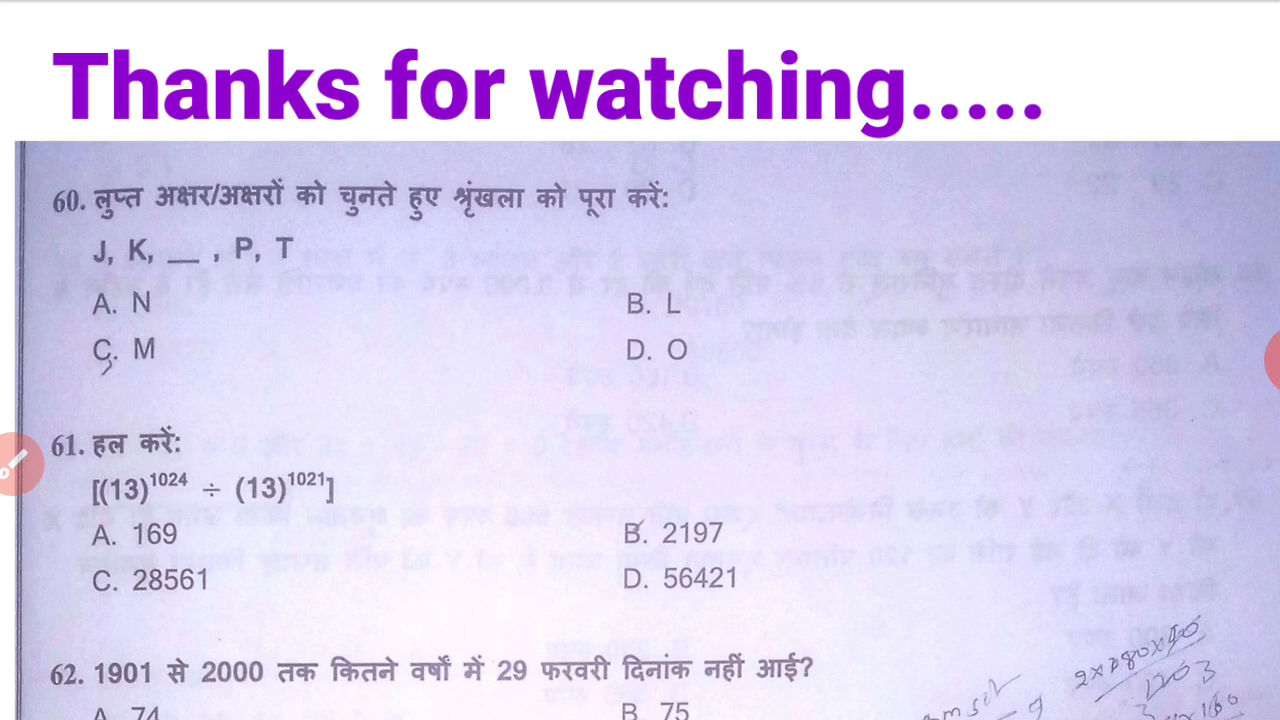 Thanks for watching.....
60. लुप्त अक्षर/अक्षरों को चुनते हुए श्रृंखला को पूरा करें:
J, K, __ , P, T
A. N B. L
C. M D. O
61. हल करें:
[(13)^1024 ÷ (13)^1021]
A. 169 B. 2197
C. 28561 D. 56421
62. 1901 से 2000 तक कितने वर्षों में 29 फरवरी दिनांक नहीं आई?
A. 74 B. 75